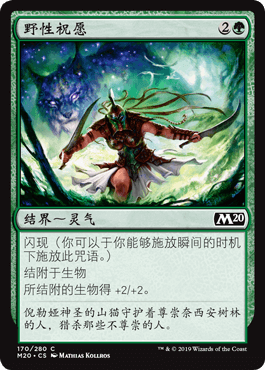 野性祝愿
2
结界～灵气
M20
闪现（你可以于你能够施放瞬间的时机
下施放此咒语。）
结附于生物
所结附的生物得 +2/+2。
倪勒娅神圣的山猫守护着尊崇奈西安树林
的人，猎杀那些不尊崇的人。
170/280 C
M20 • CS MATHIAS KOLLROS
™ & © 2019 Wizards of the Coast